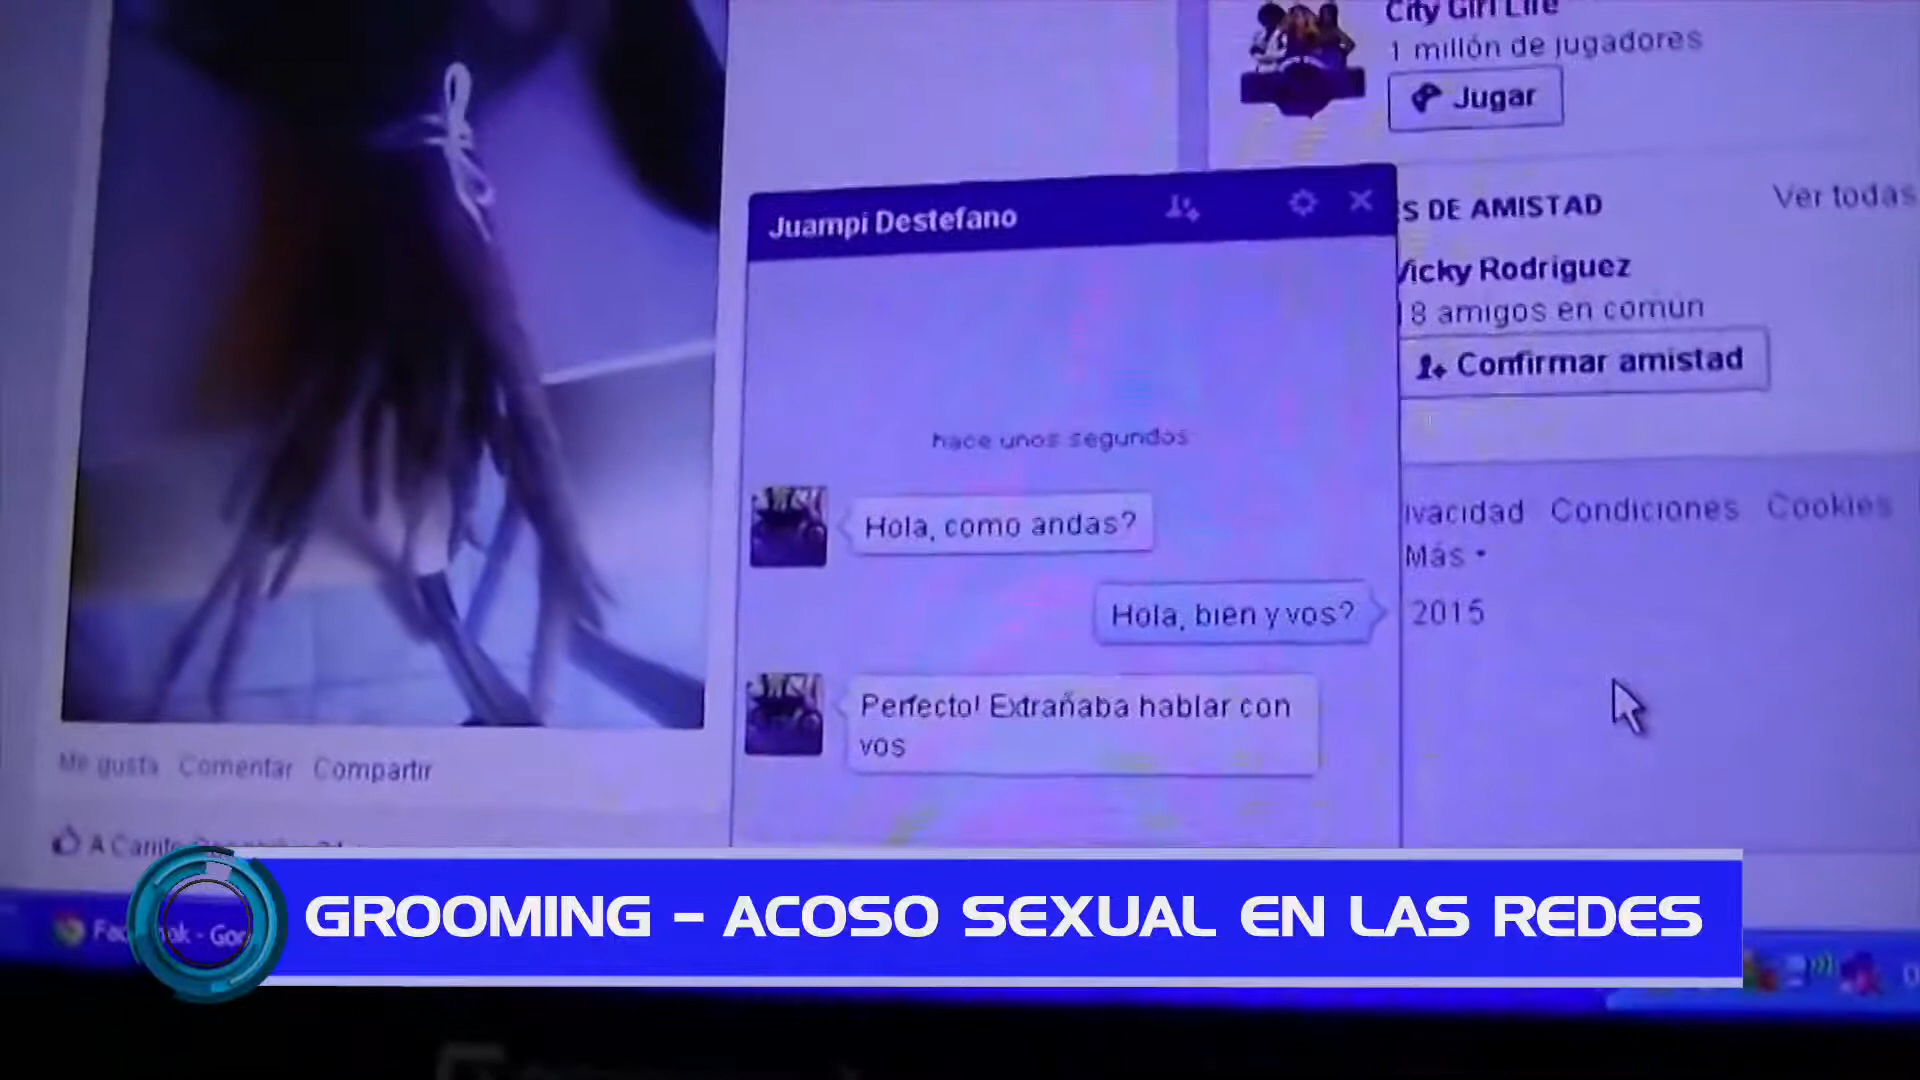 City Girl Life
1 millón de jugadores
Jugar
Juampi Destefano
S DE AMISTAD
Ver todas
Vicky Rodriguez
18 amigos en común
Confirmar amistad
hace unos segundos
Hola, como andas?
Hola, bien y vos?
Perfecto! Extrañaba hablar con
vos
ivacidad Condiciones Cookies
Más
2015
Me gusta Comentar Compartir
GROOMING - ACOSO SEXUAL EN LAS REDES